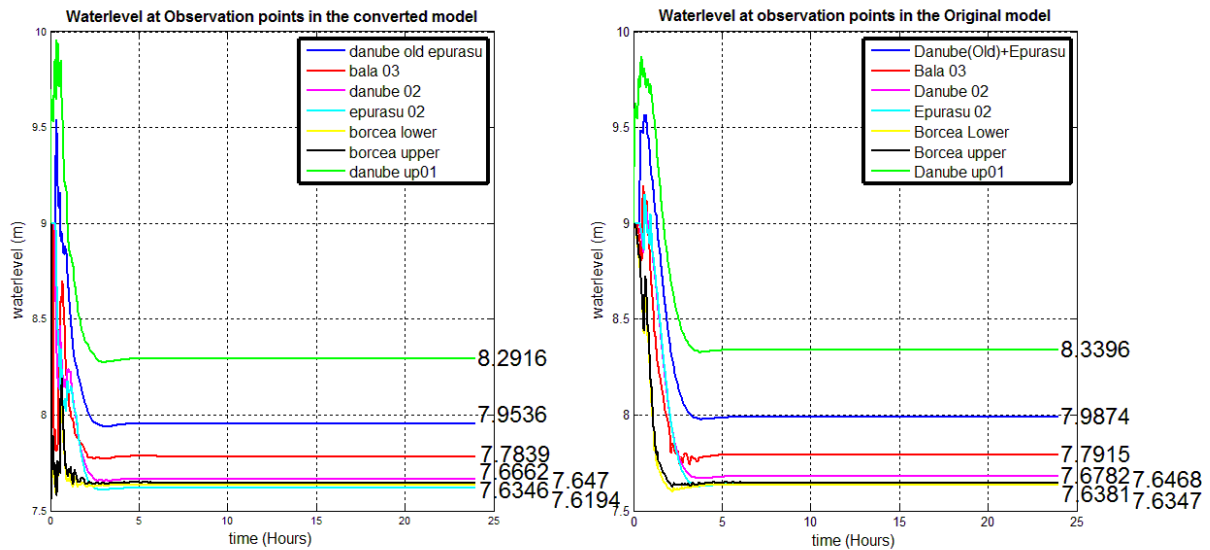 Waterlevel at Observation points in the converted model
10
9.5
9
8.5
8
7.5
0
5
10
15
20
25
waterlevel (m)
time (Hours)
danube old epurasu
bala 03
danube 02
epurasu 02
borcea lower
borcea upper
danube up01
8.2916
7.9536
7.7839
7.6662
7.647
7.6346
7.6194
Waterlevel at observation points in the Original model
10
9.5
9
8.5
8
7.5
0
5
10
15
20
25
waterlevel (m)
time (Hours)
Danube(Old)+Epurasu
Bala 03
Danube 02
Epurasu 02
Borcea Lower
Borcea upper
Danube up01
8.3396
7.9874
7.7915
7.6782
7.6468
7.6381
7.6347